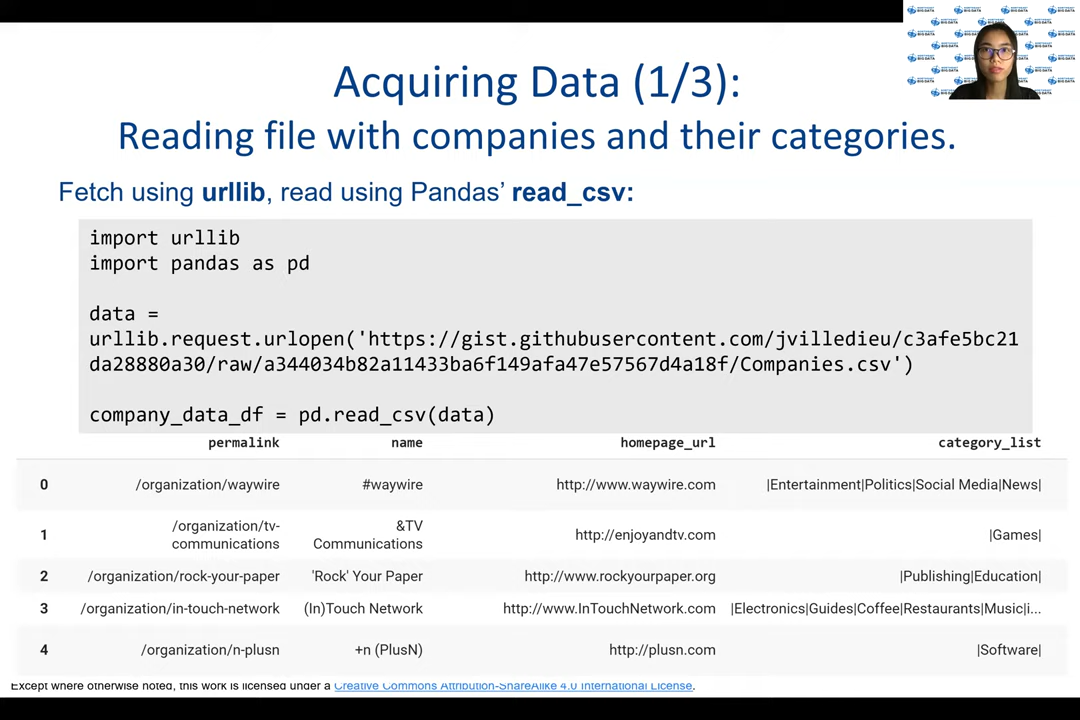 Acquiring Data (1/3):
Reading file with companies and their categories.
Fetch using urllib, read using Pandas’ read_csv:
import urllib
import pandas as pd
data =
urllib.request.urlopen('https://gist.githubusercontent.com/jvilledieu/c3afe5bc21
da28880a30/raw/a344034b82a11433ba6f149afa47e57567d4a18f/Companies.csv')
company_data_df = pd.read_csv(data)
permalink name homepage_url category_list
0 /organization/waywire #waywire http://www.waywire.com |Entertainment|Politics|Social Media|News|
1 /organization/tv-communications &TV Communications http://enjoyandtv.com |Games|
2 /organization/rock-your-paper 'Rock' Your Paper http://www.rockyourpaper.org |Publishing|Education|
3 /organization/in-touch-network (In)Touch Network http://www.InTouchNetwork.com |Electronics|Guides|Coffee|Restaurants|Music|i...
4 /organization/n-plusn +n (PlusN) http://plusn.com |Software|
Except where otherwise noted, this work is licensed under a Creative Commons Attribution-ShareAlike 4.0 International License.